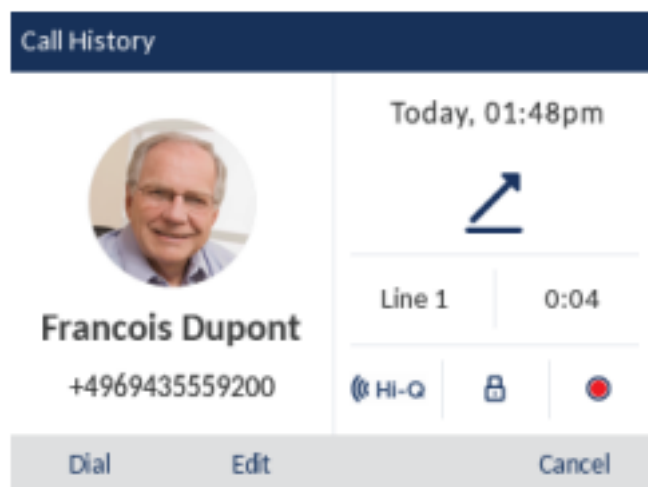 Call History
Francois Dupont
+4969435559200
Today, 01:48pm
Line 1 0:04
Hi-Q
Dial Edit Cancel